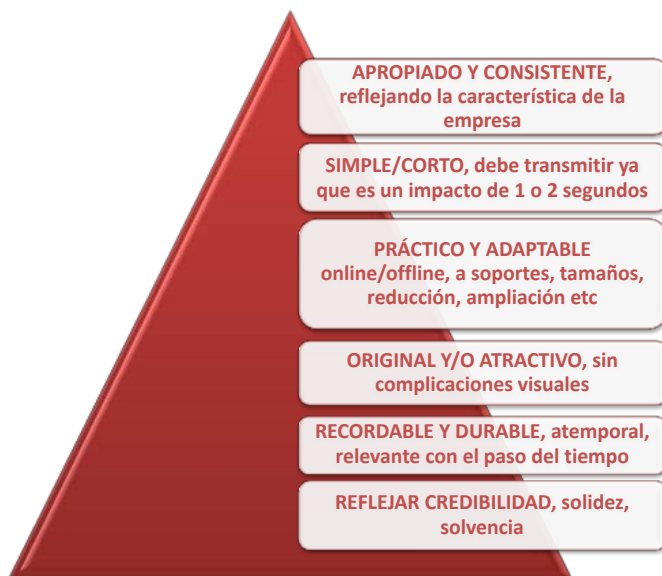 APROPIADO Y CONSISTENTE,
reflejando la característica de la
empresa
SIMPLE/CORTO, debe transmitir ya
que es un impacto de 1 o 2 segundos
PRÁCTICO Y ADAPTABLE
online/offline, a soportes, tamaños,
reducción, ampliación etc
ORIGINAL Y/O ATRACTIVO, sin
complicaciones visuales
RECORDABLE Y DURABLE, atemporal,
relevante con el paso del tiempo
REFLEJAR CREDIBILIDAD, solidez,
solvencia